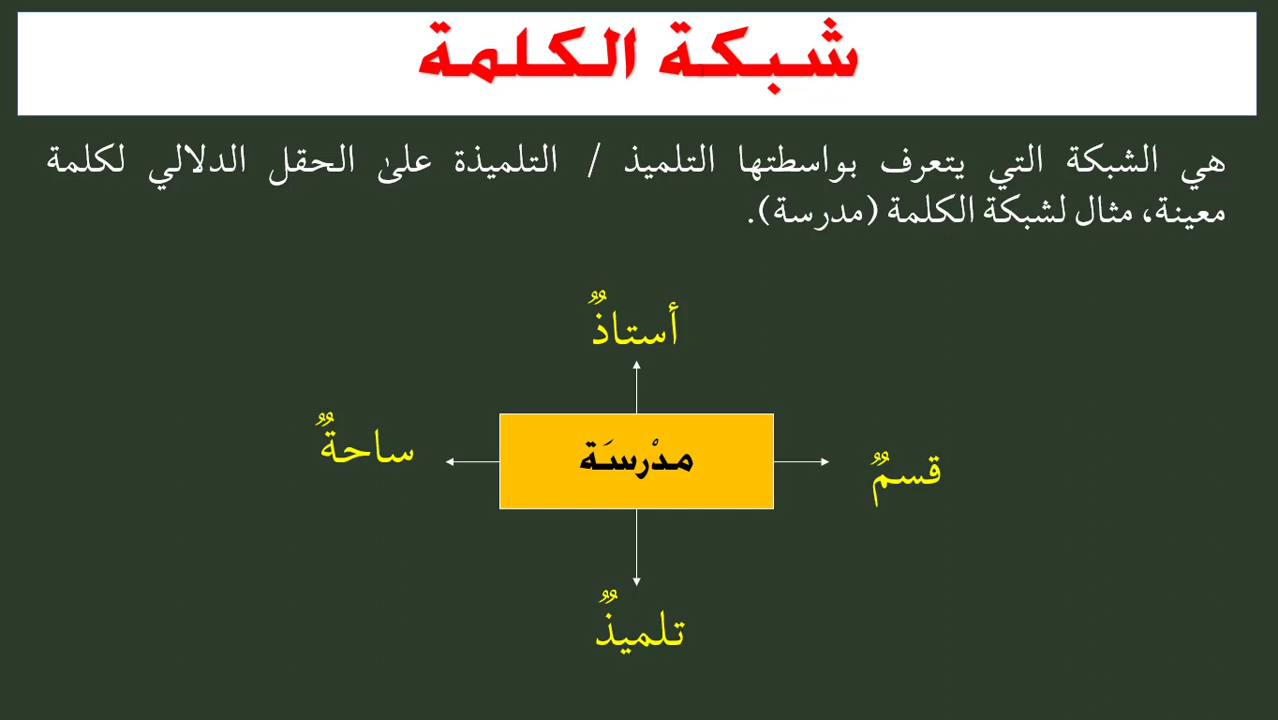 شبكة الكلمة
هي الشبكة التي يتعرف بواسطتها التلميذ / التلميذة علىٰ الحقل الدلالي لكلمة
معينة، مثال لشبكة الكلمة (مدرسة).
أستاذٌ
ساحةٌ
مدْرسَة
قسمٌ
تلميذٌ